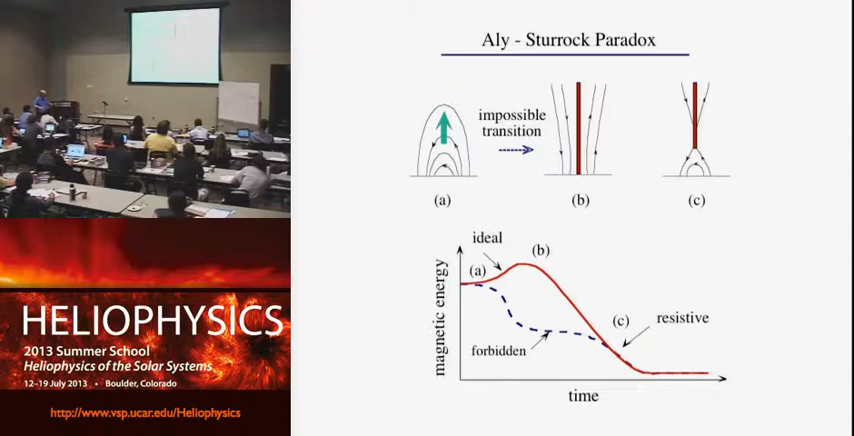 Aly - Sturrock Paradox
impossible
transition
(a)
(b)
(c)
ideal
(b)
(a)
(c)
resistive
forbidden
magnetic energy
time
HELIOPHYSICS
2013 Summer School
Heliophysics of the Solar Systems
12–19 July 2013 • Boulder, Colorado
http://www.vsp.ucar.edu/Heliophysics